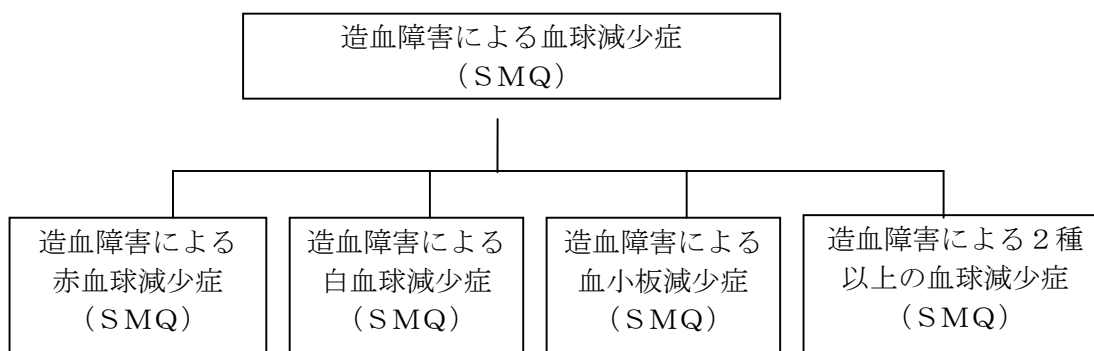 造血障害による血球減少症
（ＳＭＱ）
造血障害による
赤血球減少症
（ＳＭＱ）
造血障害による
白血球減少症
（ＳＭＱ）
造血障害による
血小板減少症
（ＳＭＱ）
造血障害による２種
以上の血球減少症
（ＳＭＱ）